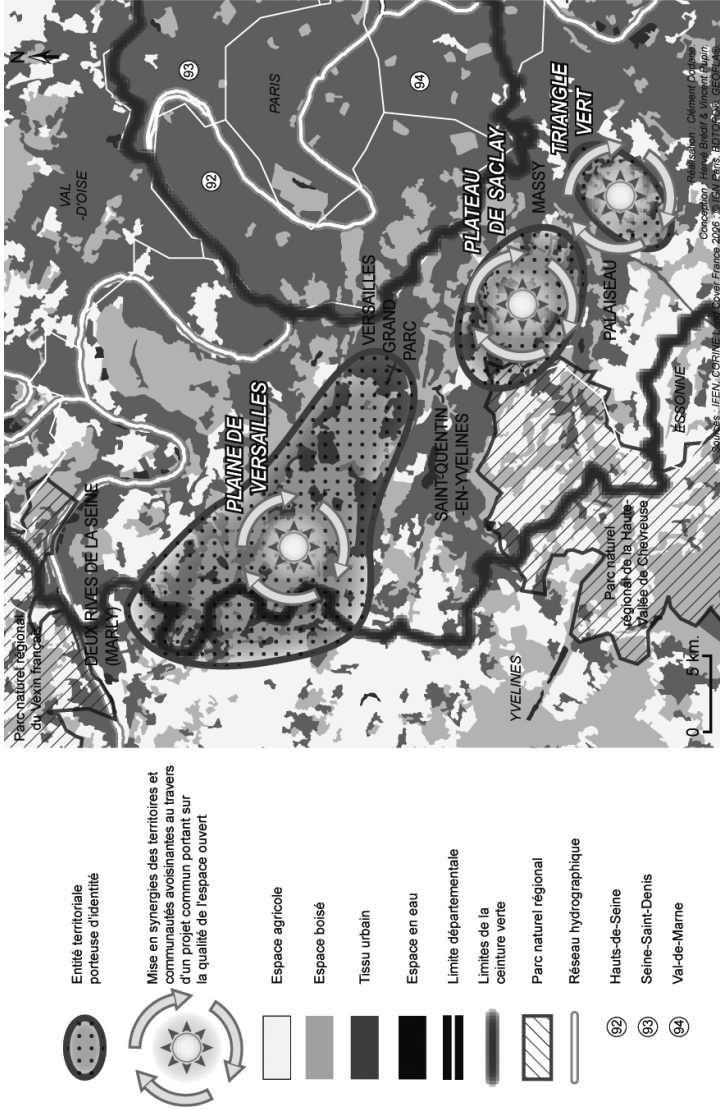 N
Parc naturel régional
du Vexin français
VAL
-D'OISE
DEUX RIVES DE LA SEINE
(MARLY)
93
92
PARIS
94
PLAINE DE
VERSAILLES
VERSAILLES
GRAND
PARC
PLATEAU
DE SACLAY
TRIANGLE
VERT
MASSY
SAINT-QUENTIN
-EN-YVELINES
PALAISEAU
YVELINES
Parc naturel
régional de la Haute-
Vallée de Chevreuse
ESSONNE
0 5 km.
Réalisation : Clément Dodane.
Conception : Hervé Brédif & Vincent Pupin.
Sources : IFEN, CORINE Landcover France 2006 © IGN Paris, BDTOPO®, GEOFLA®
Entité territoriale
porteuse d'identité
Mise en synergies des territoires et
communautés avoisinantes au travers
d'un projet commun portant sur
la qualité de l'espace ouvert
Espace agricole
Espace boisé
Tissu urbain
Espace en eau
Limite départementale
Limites de la
ceinture verte
Parc naturel régional
Réseau hydrographique
92 Hauts-de-Seine
93 Seine-Saint-Denis
94 Val-de-Marne